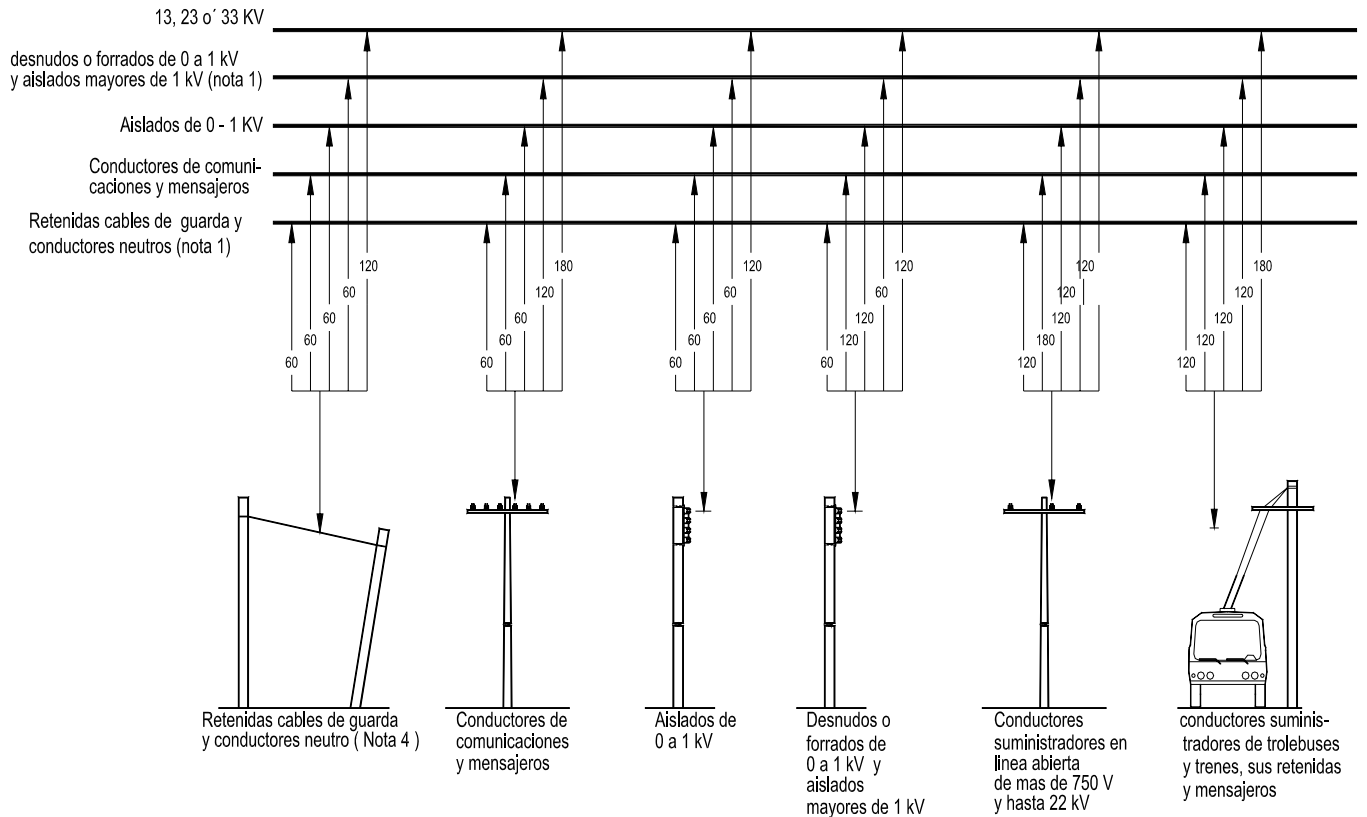 13, 23 o´ 33 KV
desnudos o forrados de 0 a 1 kV
y aislados mayores de 1 kV (nota 1)
Aislados de 0 - 1 KV
Conductores de comuni-
caciones y mensajeros
Retenidas cables de guarda y
conductores neutros (nota 1)
120 180 120 120 120 180
60 120 60 60 120 120
60 60 60 120 120 120
60 60 60 120 180 120
60 60 60 60 120 120
Retenidas cables de guarda
y conductores neutro ( Nota 4 )
Conductores de
comunicaciones
y mensajeros
Aislados de
0 a 1 kV
Desnudos o
forrados de
0 a 1 kV y
aislados
mayores de 1 kV
Conductores
suministradores en
linea abierta
de mas de 750 V
y hasta 22 kV
conductores suminis-
tradores de trolebuses
y trenes, sus retenidas
y mensajeros